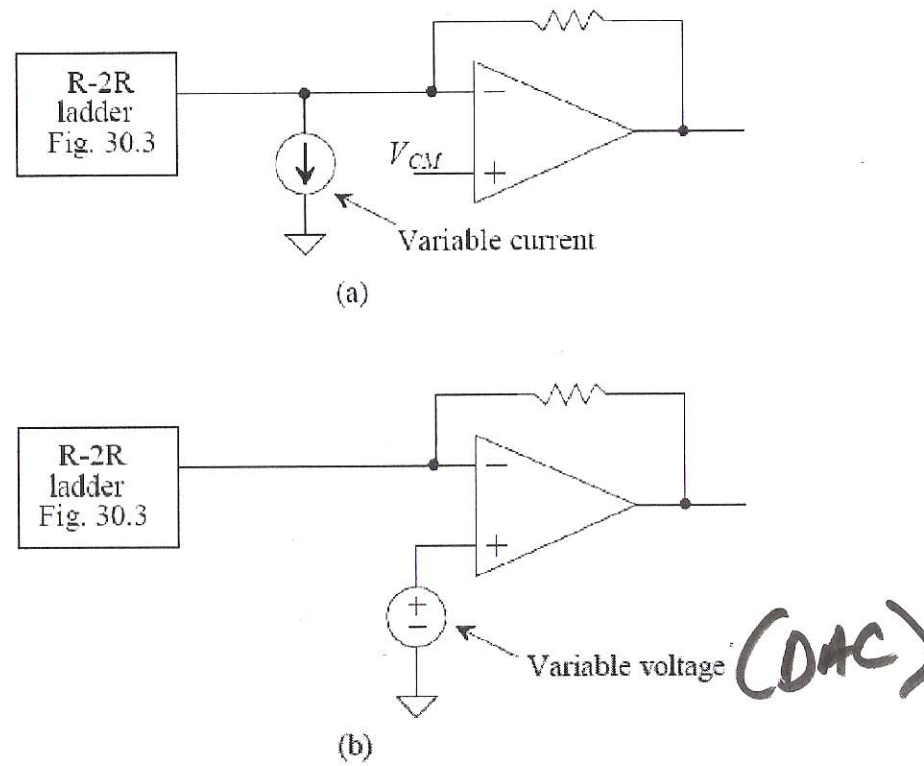 R-2R
ladder
Fig. 30.3
−
V_CM
+
Variable current
(a)
R-2R
ladder
Fig. 30.3
−
+
+
−
Variable voltage (DAC)
(b)